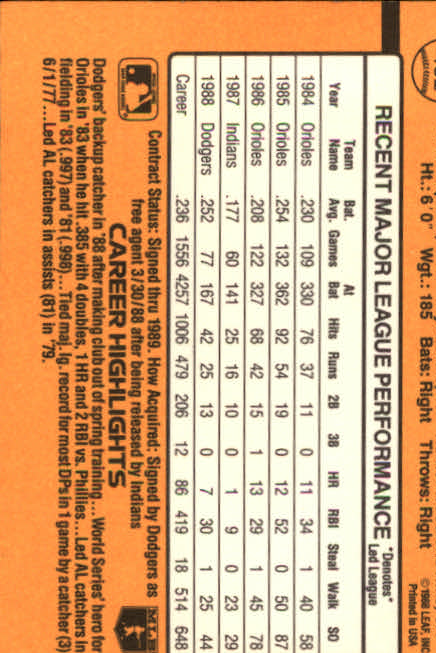 Ht.: 6'0" Wgt.: 185 Bats: Right Throws: Right
© 1988 LEAF, INC.
Printed in USA
RECENT MAJOR LEAGUE PERFORMANCE
"Denotes"
Led League
Year Team Name Bat. Avg. Games At Bat Hits Runs 2B 3B HR RBI Steal Walk SO
1984 Orioles .230 109 330 76 37 11 0 11 34 1 40 58
1985 Orioles .254 132 362 92 54 19 0 12 52 0 50 87
1986 Orioles .208 122 327 68 42 15 1 13 29 1 45 78
1987 Indians .177 60 141 25 16 10 0 1 9 0 23 29
1988 Dodgers .252 77 167 42 25 13 0 7 30 1 25 44
Career .236 1556 4257 1006 479 206 12 86 419 18 514 648
Contract Status: Signed thru 1989. How Acquired: Signed by Dodgers as
free agent 3/30/88 after being released by Indians
CAREER HIGHLIGHTS
MLB
Dodgers' backup catcher in '88 after making club out of spring training... World Series' hero for
Orioles in '83 when he hit .385 with 4 doubles, 1 HR and 2 RBI vs. Phillies... Led AL catchers in
fielding in '83 (.997) and '81 (.998).... Tied maj. lg. record for most DPs in 1 game by a catcher (3)
6/1/77... Led AL catchers in assists (81) in '79.